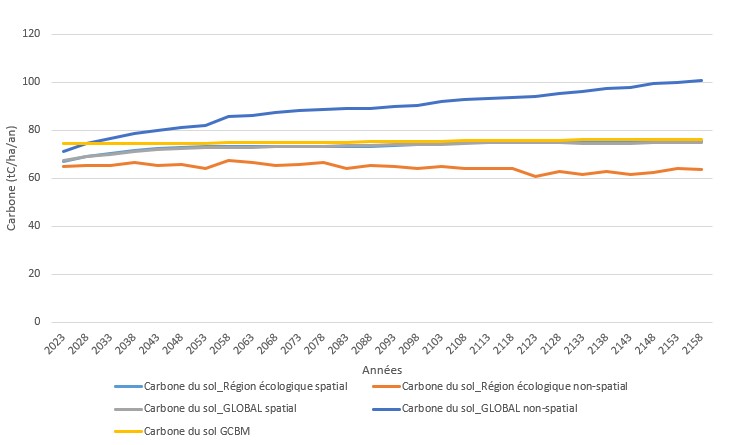 120
100
80
60
40
20
0
Carbone (tC/ha/an)
2023 2028 2033 2038 2043 2048 2053 2058 2063 2068 2073 2078 2083 2088 2093 2098 2103 2108 2113 2118 2123 2128 2133 2138 2143 2148 2153 2158
Années
Carbone du sol_Région écologique spatial
Carbone du sol_Région écologique non-spatial
Carbone du sol_GLOBAL spatial
Carbone du sol_GLOBAL non-spatial
Carbone du sol GCBM